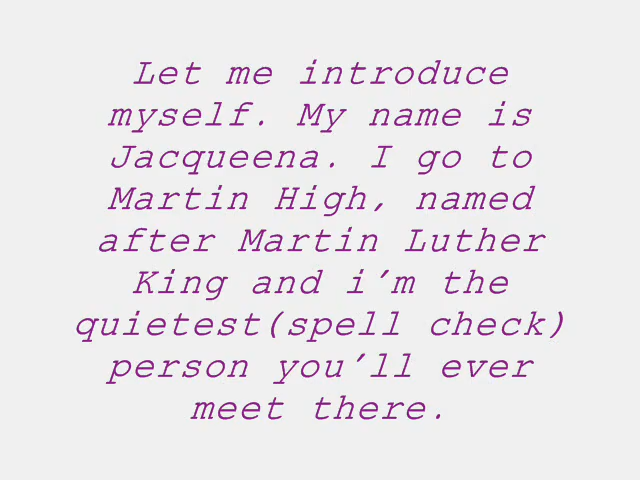 Let me introduce
myself. My name is
Jacqueena. I go to
Martin High, named
after Martin Luther
King and i’m the
quietest(spell check)
person you’ll ever
meet there.